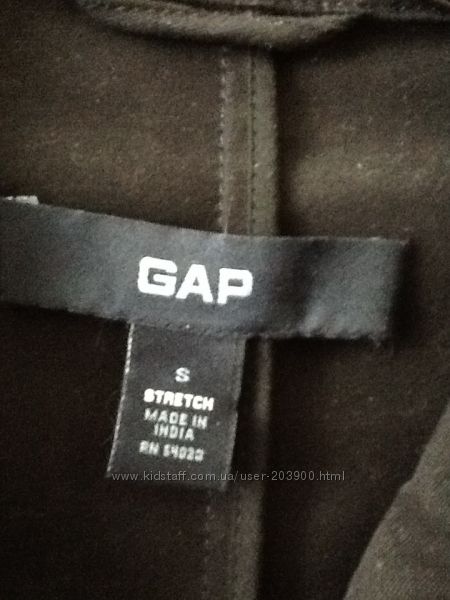 GAP
S
STRETCH
MADE IN
INDIA
RN 54023
www.kidstaff.com.ua/user-203900.html